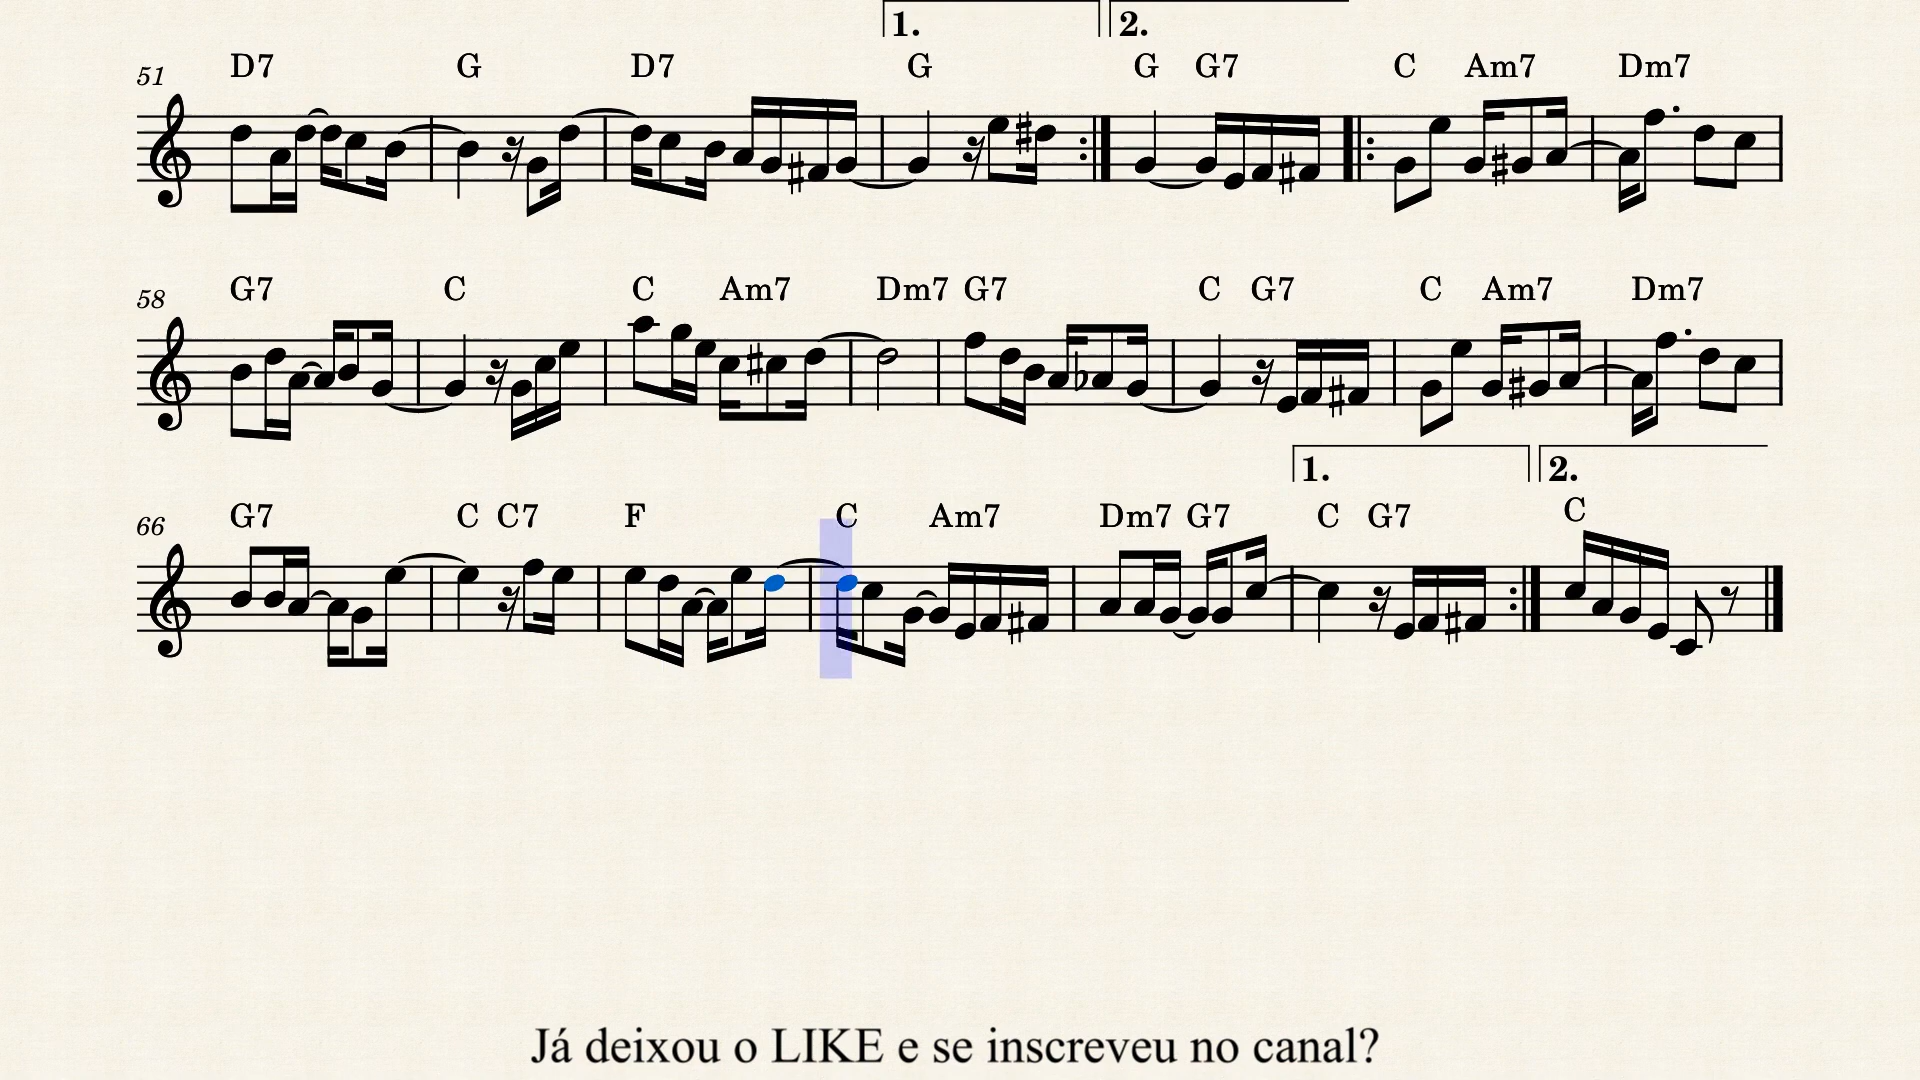 1. 2.
51 D7 G D7 G G G7 C Am7 Dm7
58 G7 C C Am7 Dm7 G7 C G7 C Am7 Dm7
1. 2.
66 G7 C C7 F C Am7 Dm7 G7 C G7 C
Já deixou o LIKE e se inscreveu no canal?